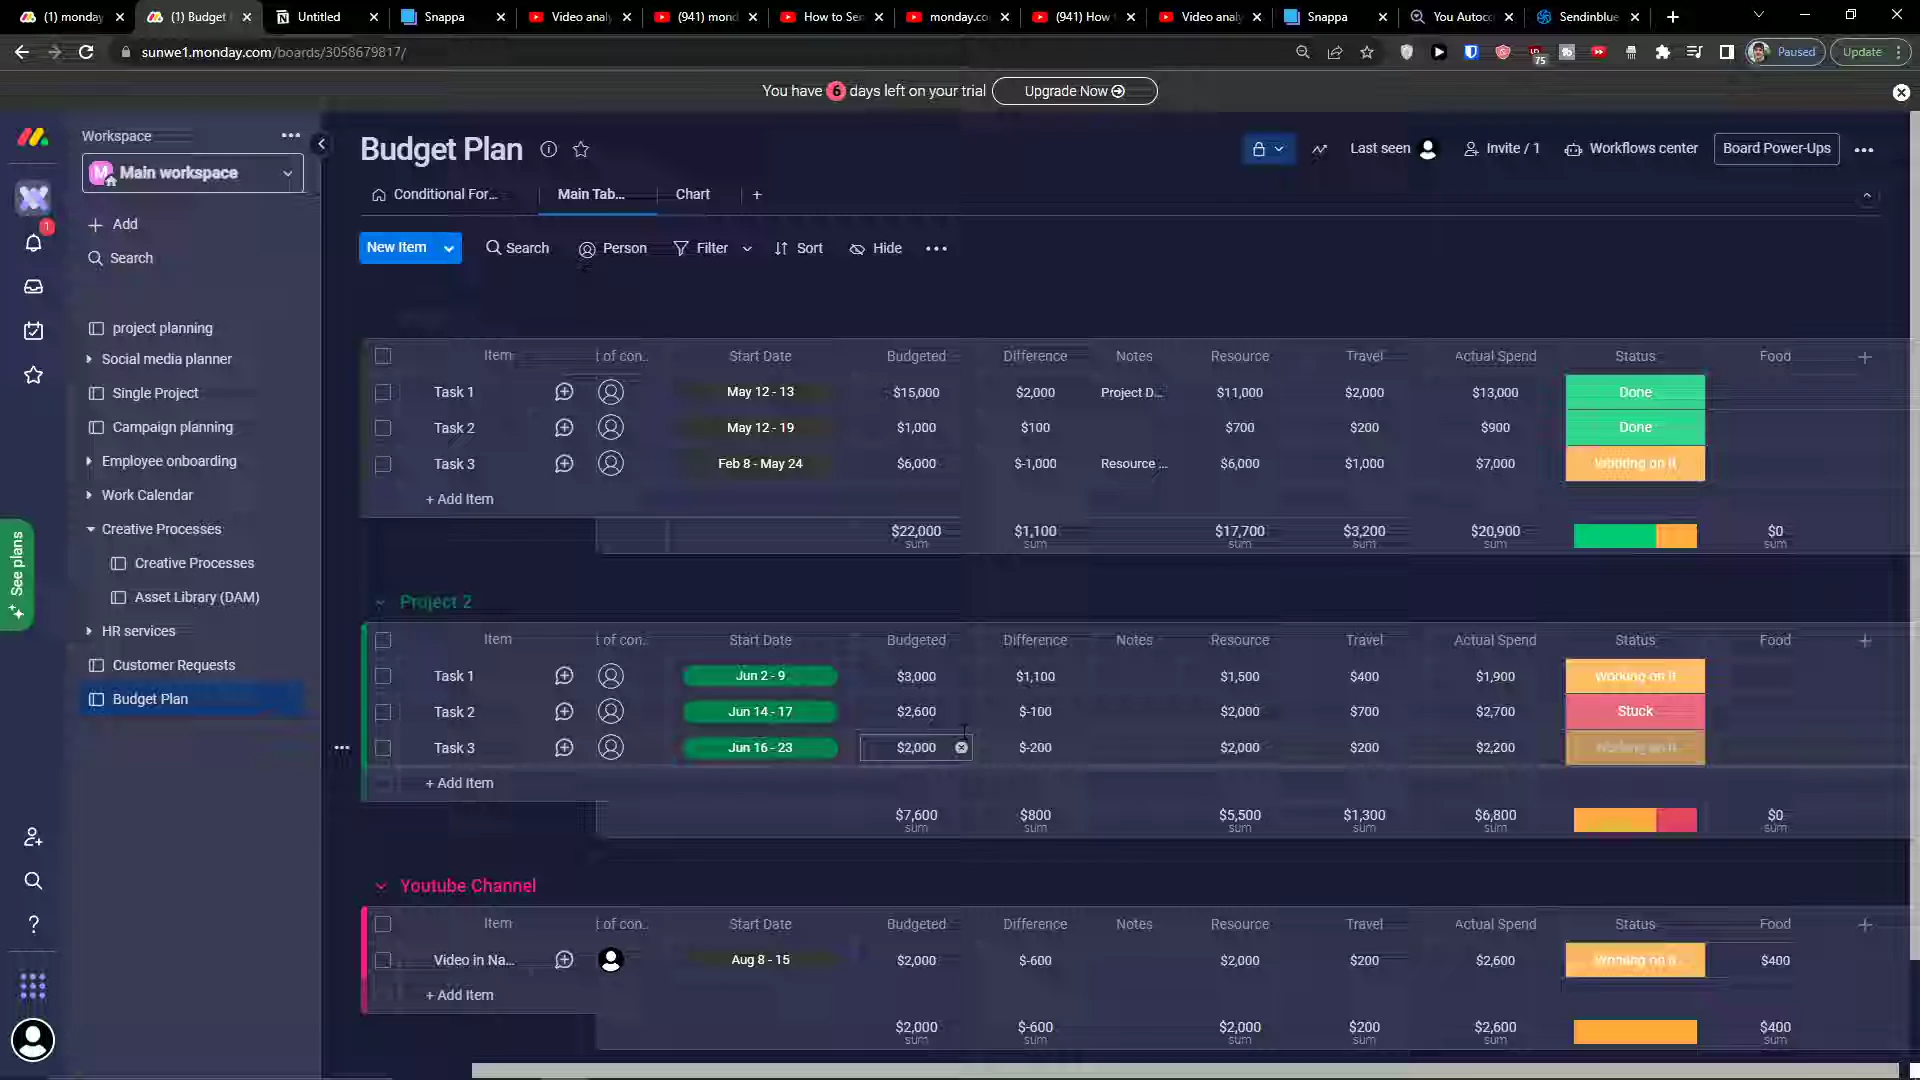 (1) monday
(1) Budget
Untitled
Snappa
Video analy
(941) mond
How to Sen
monday.co
(941) How
Video analy
Snappa
You Autoco
Sendinblue
sunwe1.monday.com/boards/3058679817/
75
Paused
Update
You have 6 days left on your trial
Upgrade Now
Workspace
M
Main workspace
Add
Search
1
project planning
Social media planner
Single Project
Campaign planning
Employee onboarding
Work Calendar
Creative Processes
Creative Processes
Asset Library (DAM)
HR services
Customer Requests
Budget Plan
See plans
Budget Plan
Last seen
Invite / 1
Workflows center
Board Power-Ups
Conditional For...
Main Tab...
Chart
New Item
Search
Person
Filter
Sort
Hide
Item t of con.. Start Date Budgeted Difference Notes Resource Travel Actual Spend Status Food
Task 1 May 12 - 13 $15,000 $2,000 Project D... $11,000 $2,000 $13,000 Done
Task 2 May 12 - 19 $1,000 $100 $700 $200 $900 Done
Task 3 Feb 8 - May 24 $6,000 $-1,000 Resource ... $6,000 $1,000 $7,000 Working on it
+ Add Item
$22,000 $1,100 $17,700 $3,200 $20,900 $0
sum sum sum sum sum sum
Project 2
Item t of con.. Start Date Budgeted Difference Notes Resource Travel Actual Spend Status Food
Task 1 Jun 2 - 9 $3,000 $1,100 $1,500 $400 $1,900 Working on it
Task 2 Jun 14 - 17 $2,600 $-100 $2,000 $700 $2,700 Stuck
Task 3 Jun 16 - 23 $2,000 $-200 $2,000 $200 $2,200 Working on it
+ Add Item
$7,600 $800 $5,500 $1,300 $6,800 $0
sum sum sum sum sum sum
Youtube Channel
Item t of con.. Start Date Budgeted Difference Notes Resource Travel Actual Spend Status Food
Video in Na... Aug 8 - 15 $2,000 $-600 $2,000 $200 $2,600 Working on it $400
+ Add Item
$2,000 $-600 $2,000 $200 $2,600 $400
sum sum sum sum sum sum